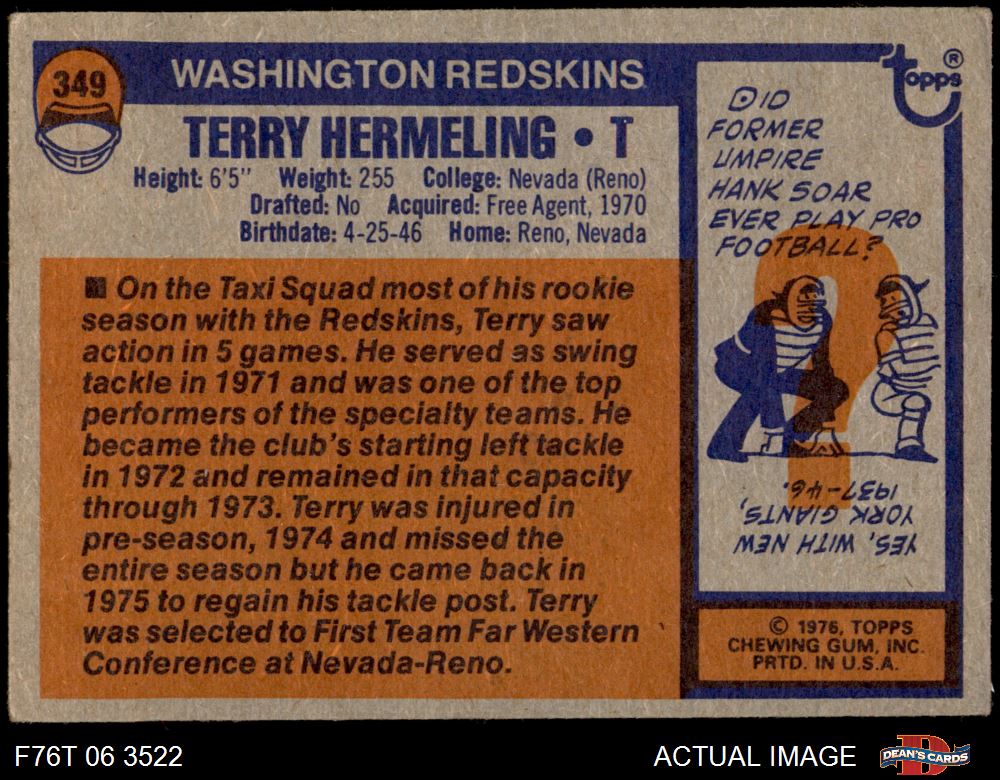 349
WASHINGTON REDSKINS
Topps®
TERRY HERMELING • T
Height: 6'5" Weight: 255 College: Nevada (Reno)
Drafted: No Acquired: Free Agent, 1970
Birthdate: 4-25-46 Home: Reno, Nevada
■ On the Taxi Squad most of his rookie
season with the Redskins, Terry saw
action in 5 games. He served as swing
tackle in 1971 and was one of the top
performers of the specialty teams. He
became the club's starting left tackle
in 1972 and remained in that capacity
through 1973. Terry was injured in
pre-season, 1974 and missed the
entire season but he came back in
1975 to regain his tackle post. Terry
was selected to First Team Far Western
Conference at Nevada-Reno.
DID
FORMER
UMPIRE
HANK SOAR
EVER PLAY PRO
FOOTBALL?
YES, WITH NEW
YORK GIANTS,
1937-46.
© 1976, TOPPS
CHEWING GUM, INC.
PRTD. IN U.S.A.
F76T 06 3522
ACTUAL IMAGE
D
DEAN'S CARDS